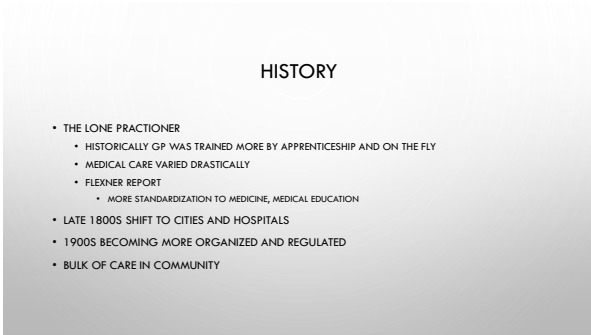 HISTORY
• THE LONE PRACTIONER
• HISTORICALLY GP WAS TRAINED MORE BY APPRENTICESHIP AND ON THE FLY
• MEDICAL CARE VARIED DRASTICALLY
• FLEXNER REPORT
• MORE STANDARDIZATION TO MEDICINE, MEDICAL EDUCATION
• LATE 1800S SHIFT TO CITIES AND HOSPITALS
• 1900S BECOMING MORE ORGANIZED AND REGULATED
• BULK OF CARE IN COMMUNITY